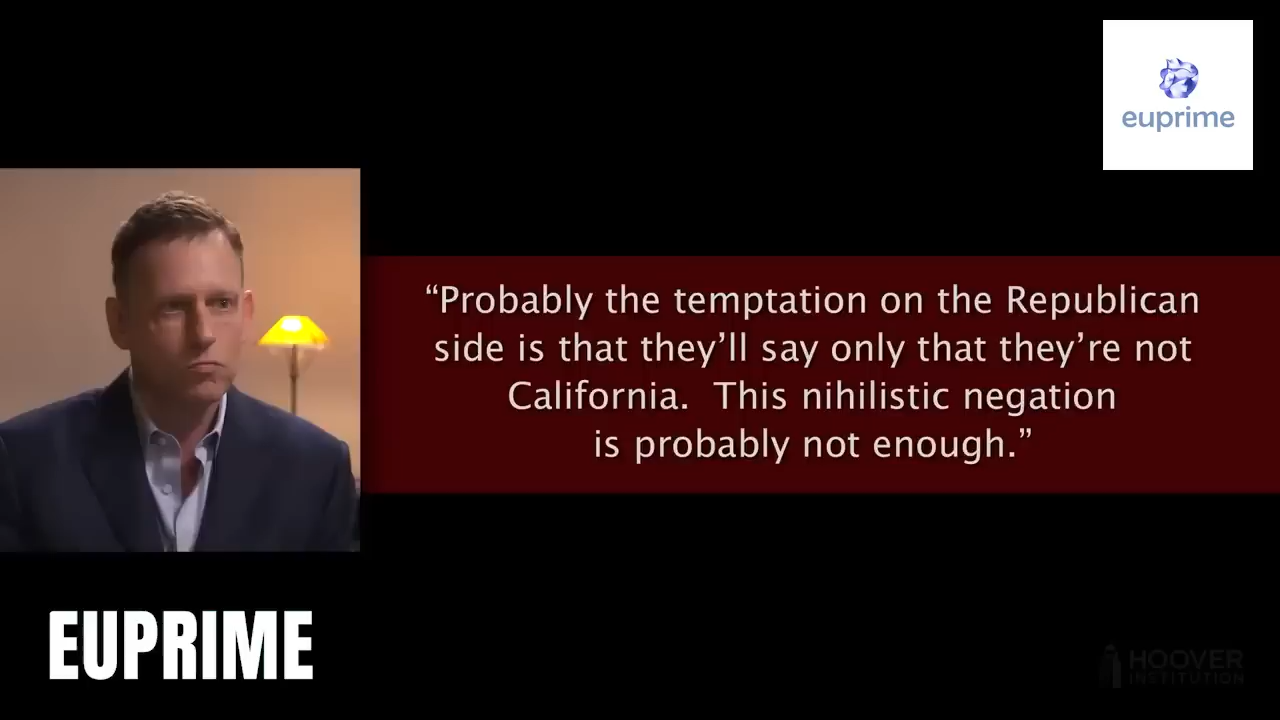 euprime
“Probably the temptation on the Republican
side is that they’ll say only that they’re not
California.  This nihilistic negation
is probably not enough.”
EUPRIME
HOOVER
INSTITUTION